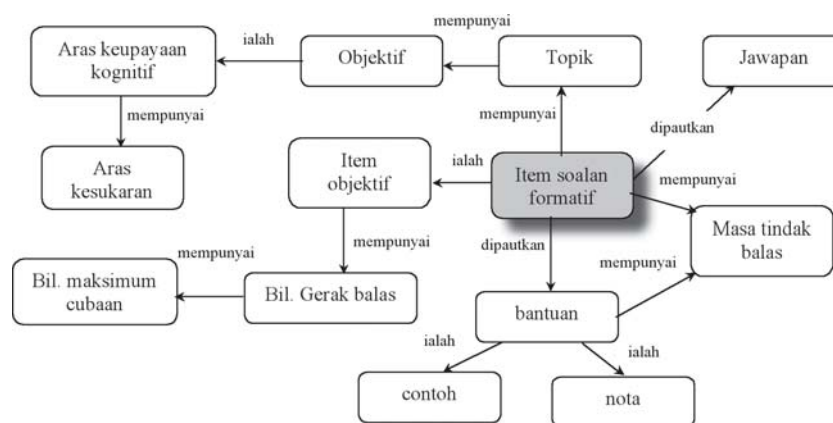 mempunyai
Aras keupayaan
kognitif
ialah
Objektif
Topik
Jawapan
mempunyai
mempunyai
dipautkan
Aras
kesukaran
Item
objektif
ialah
Item soalan
formatif
mempunyai
mempunyai
dipautkan
Masa tindak
balas
mempunyai
mempunyai
Bil. maksimum
cubaan
Bil. Gerak balas
bantuan
ialah
ialah
contoh
nota